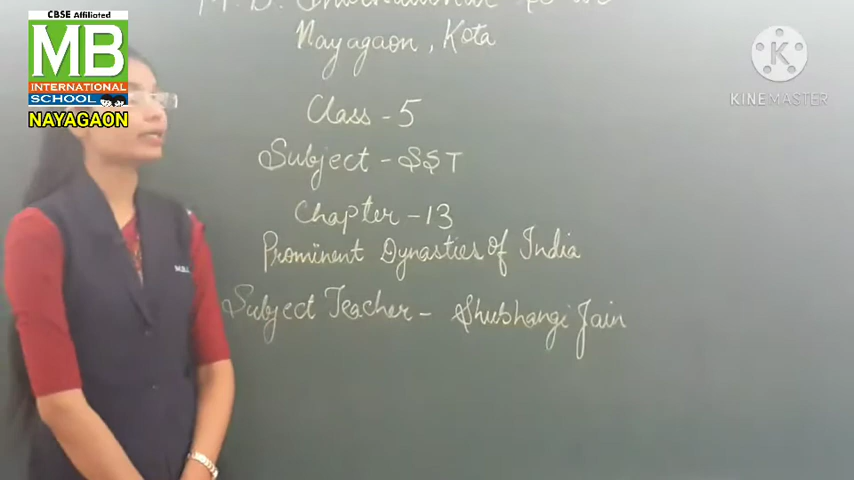 CBSE Affiliated
MB
INTERNATIONAL
SCHOOL
NAYAGAON
K
KINEMASTER
M. B. International
Nayagaon, Kota
Class - 5
Subject - SST
Chapter - 13
Prominent Dynasties of India
Subject Teacher - Shubhangi Jain